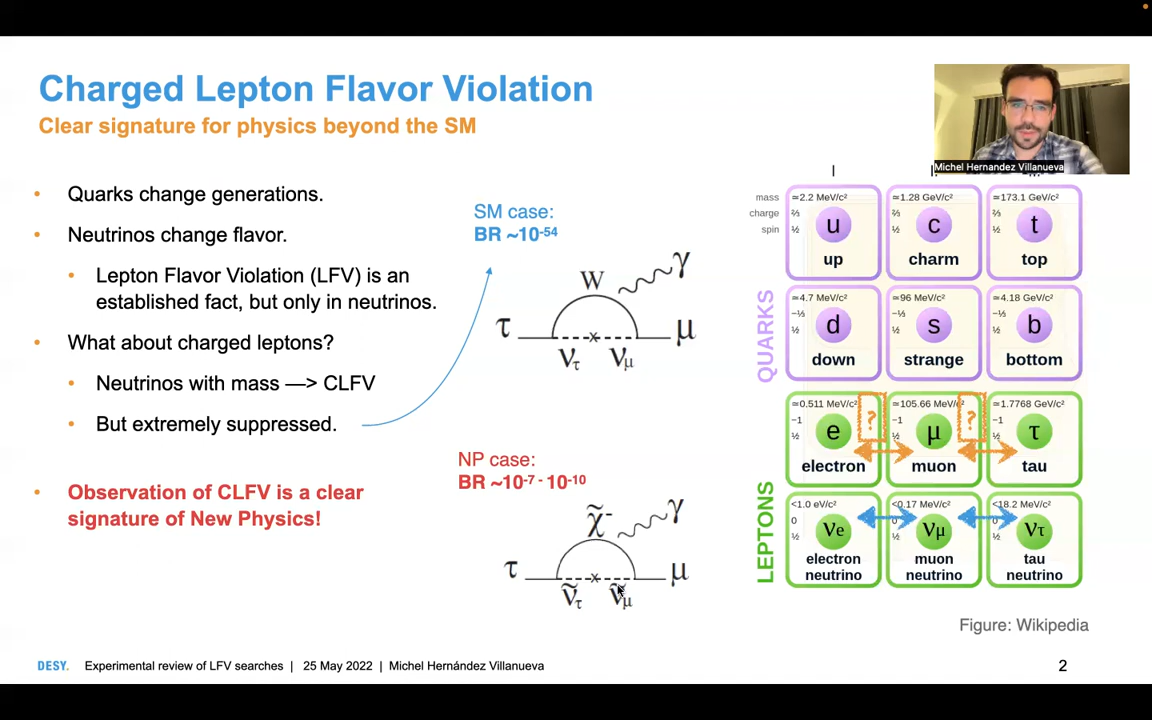 Charged Lepton Flavor Violation
Clear signature for physics beyond the SM
Michel Hernandez Villanueva
• Quarks change generations.
• Neutrinos change flavor.
• Lepton Flavor Violation (LFV) is an
established fact, but only in neutrinos.
• What about charged leptons?
• Neutrinos with mass —> CLFV
• But extremely suppressed.
• Observation of CLFV is a clear
signature of New Physics!
SM case:
BR ~10⁻⁵⁴
W γ
τ μ
ντ νμ
NP case:
BR ~10⁻⁷ ⁻ 10⁻¹⁰
χ̃⁻ γ
τ μ
ν̃τ ν̃μ
I
mass
charge
spin
QUARKS
LEPTONS
≃2.2 MeV/c²
⅔
½
u
up
≃1.28 GeV/c²
⅔
½
c
charm
≃173.1 GeV/c²
⅔
½
t
top
≃4.7 MeV/c²
−⅓
½
d
down
≃96 MeV/c²
−⅓
½
s
strange
≃4.18 GeV/c²
−⅓
½
b
bottom
≃0.511 MeV/c²
−1
½
e
electron
?
≃105.66 MeV/c²
−1
½
μ
muon
?
≃1.7768 GeV/c²
−1
½
τ
tau
<1.0 eV/c²
0
½
νe
electron
neutrino
<0.17 MeV/c²
0
½
νμ
muon
neutrino
<18.2 MeV/c²
0
½
ντ
tau
neutrino
Figure: Wikipedia
DESY. Experimental review of LFV searches | 25 May 2022 | Michel Hernández Villanueva
2